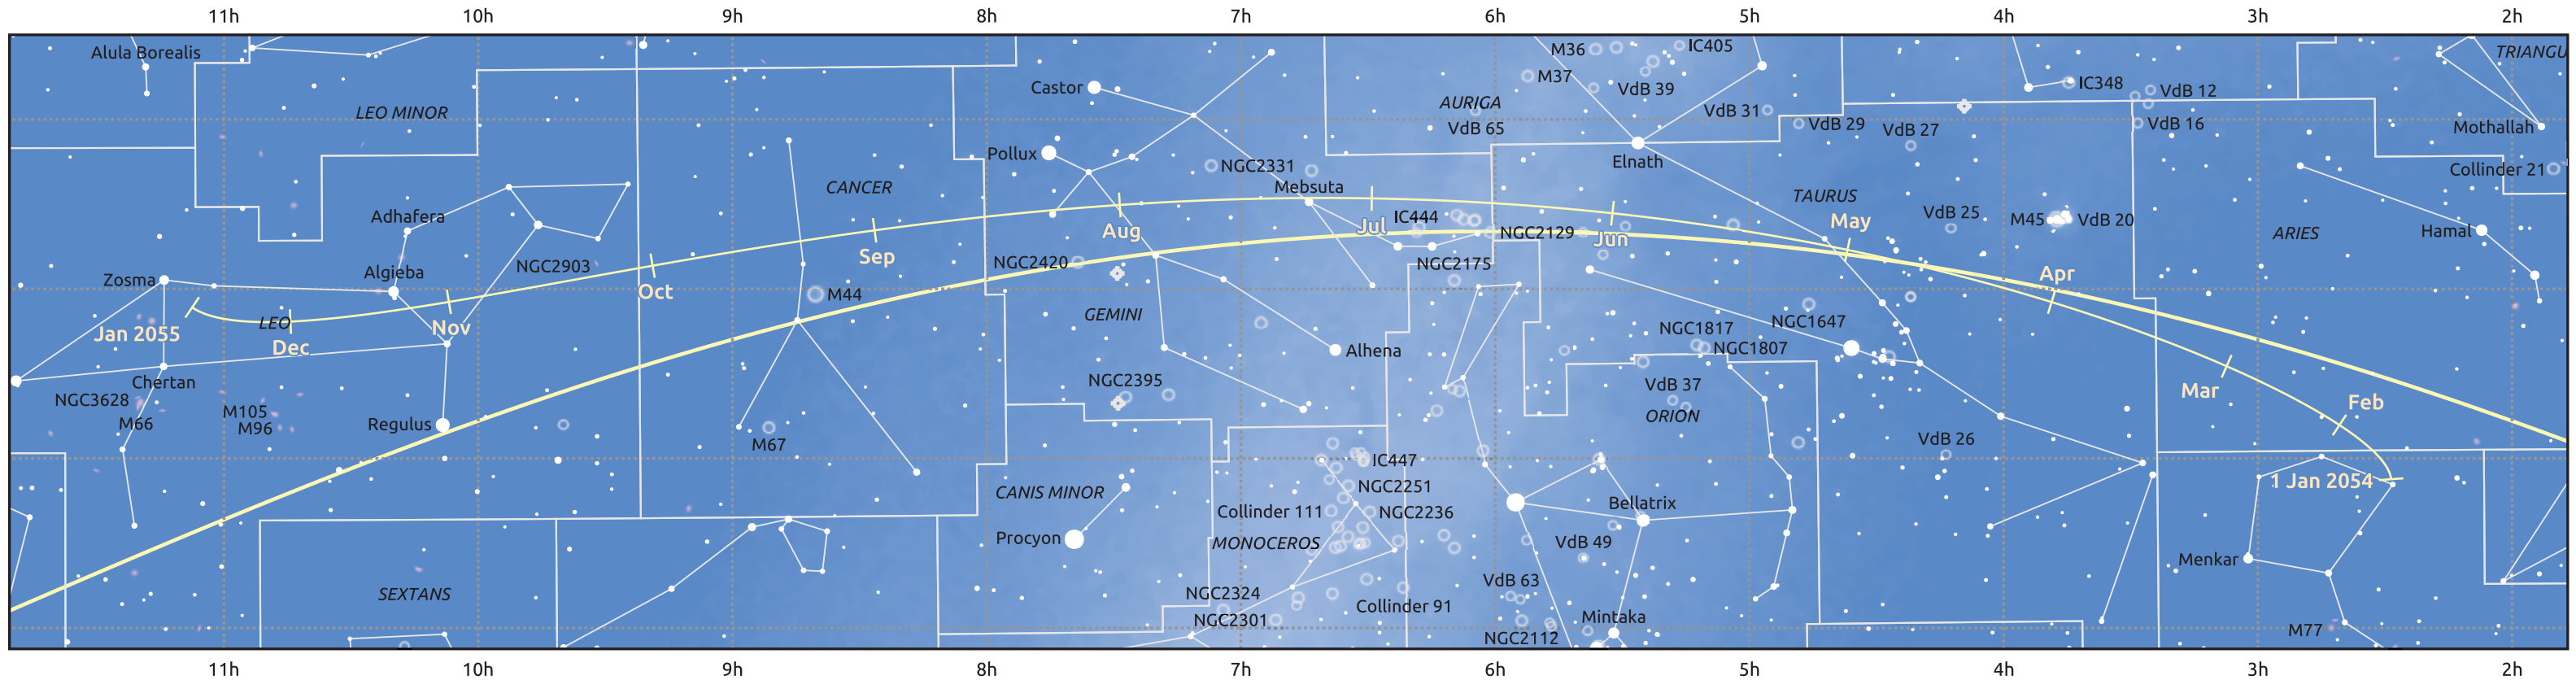 11h 10h 9h 8h 7h 6h 5h 4h 3h 2h
Alula Borealis
M36
IC405
TRIANGU
M37
Castor
VdB 39
IC348
VdB 12
AURIGA
LEO MINOR
VdB 31
VdB 65
VdB 29
VdB 27
VdB 16
Mothallah
Pollux
Elnath
NGC2331
Collinder 21
CANCER
Mebsuta
TAURUS
Adhafera
IC444
VdB 25
M45
VdB 20
Jul
May
Aug
NGC2129
Jun
Hamal
ARIES
Sep
NGC2420
NGC2175
NGC2903
Algieba
Apr
Zosma
Oct
M44
GEMINI
LEO
NGC1647
Jan 2055
Nov
NGC1817
Dec
NGC1807
Alhena
Chertan
NGC2395
VdB 37
Mar
NGC3628
Feb
M105
ORION
M66
M96
Regulus
M67
VdB 26
IC447
1 Jan 2054
NGC2251
CANIS MINOR
Bellatrix
Collinder 111
NGC2236
Procyon
MONOCEROS
VdB 49
Menkar
VdB 63
SEXTANS
NGC2324
Collinder 91
NGC2301
Mintaka
M77
NGC2112
11h 10h 9h 8h 7h 6h 5h 4h 3h 2h